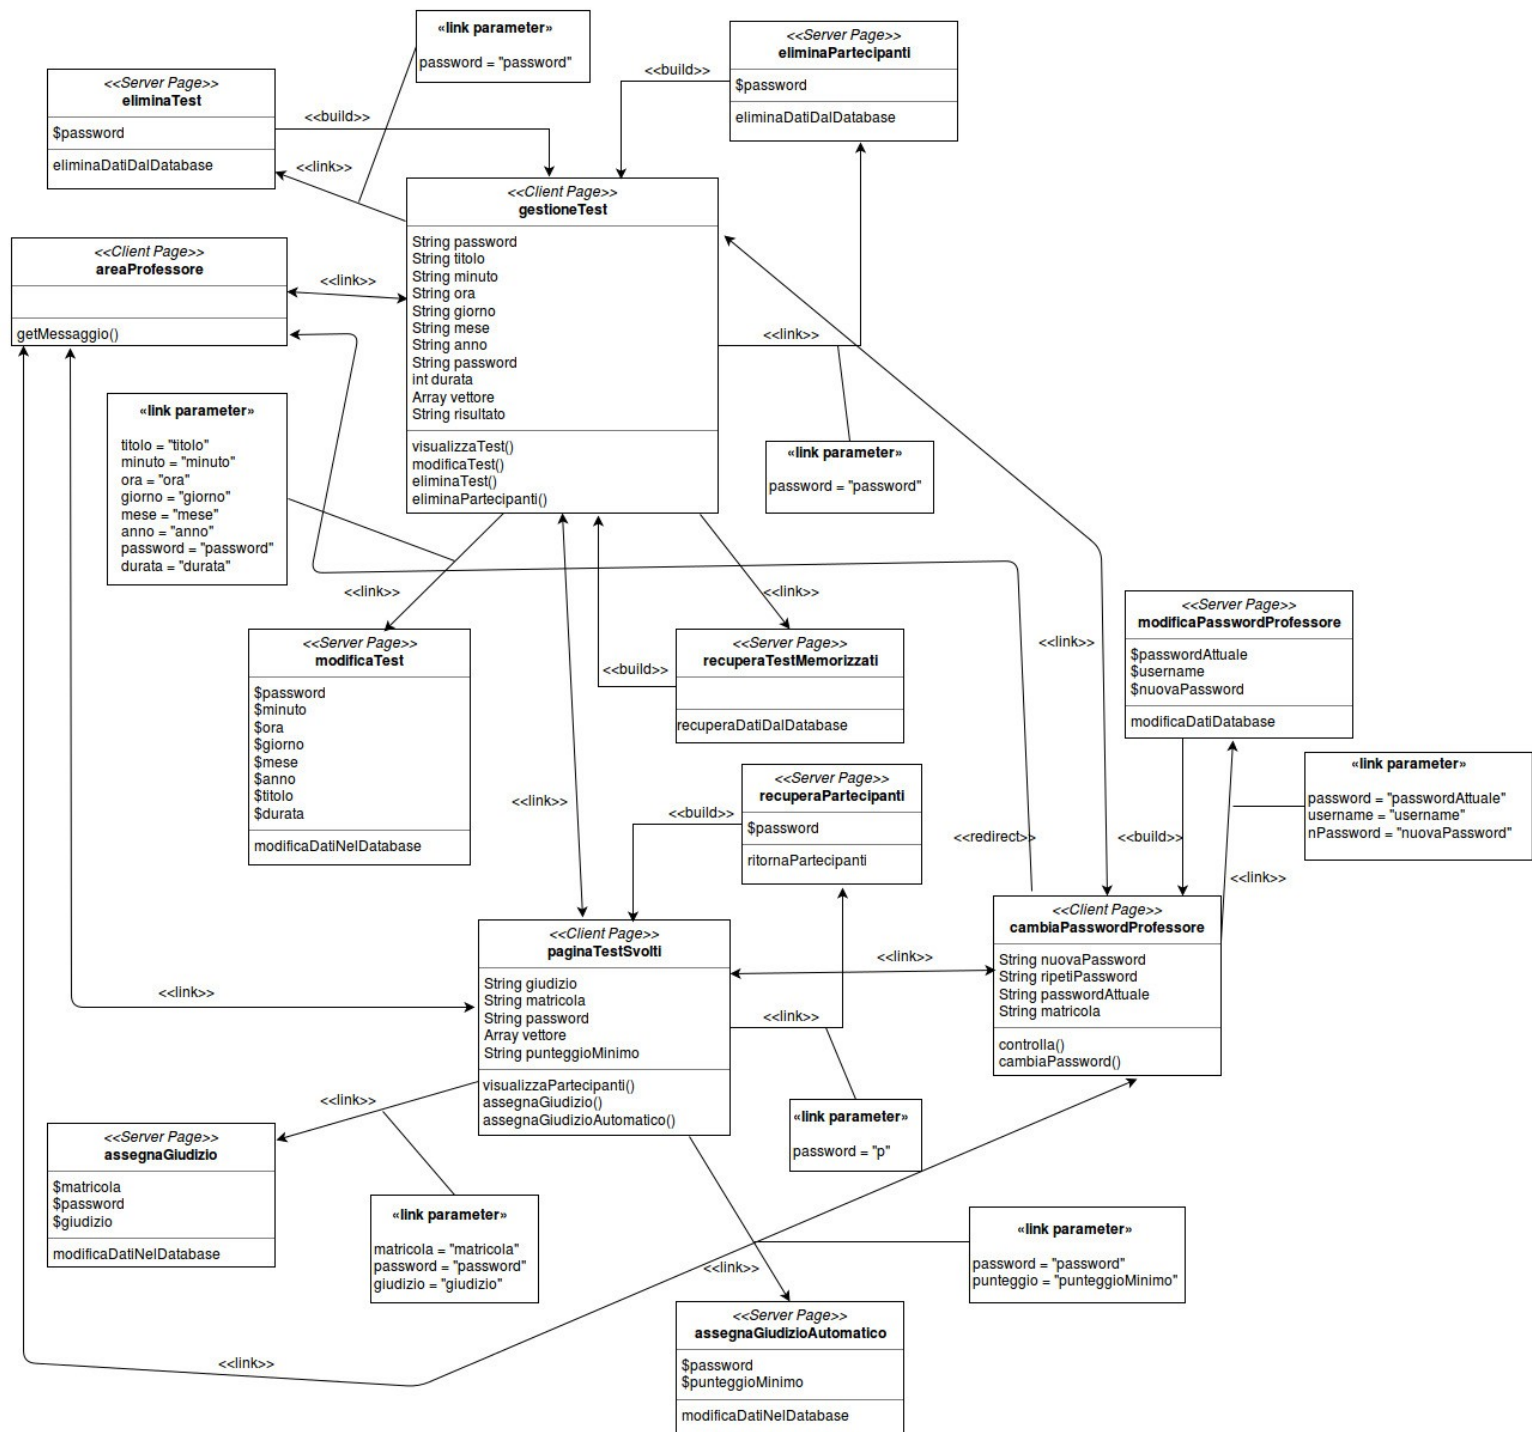 «link parameter»
password = "password"
<<Server Page>>
eliminaPartecipanti
$password
eliminaDatiDalDatabase
<<build>>
<<Server Page>>
eliminaTest
$password
eliminaDatiDalDatabase
<<build>>
<<link>>
<<Client Page>>
gestioneTest
String password
String titolo
String minuto
String ora
String giorno
String mese
String anno
String password
int durata
Array vettore
String risultato
visualizzaTest()
modificaTest()
eliminaTest()
eliminaPartecipanti()
<<Client Page>>
areaProfessore
getMessaggio()
<<link>>
<<link>>
«link parameter»
titolo = "titolo"
minuto = "minuto"
ora = "ora"
giorno = "giorno"
mese = "mese"
anno = "anno"
password = "password"
durata = "durata"
«link parameter»
password = "password"
<<link>>
<<link>>
<<link>>
<<Server Page>>
modificaTest
$password
$minuto
$ora
$giorno
$mese
$anno
$titolo
$durata
modificaDatiNelDatabase
<<build>>
<<Server Page>>
recuperaTestMemorizzati
recuperaDatiDalDatabase
<<Server Page>>
modificaPasswordProfessore
$passwordAttuale
$username
$nuovaPassword
modificaDatiDatabase
«link parameter»
password = "passwordAttuale"
username = "username"
nPassword = "nuovaPassword"
<<link>>
<<build>>
<<Server Page>>
recuperaPartecipanti
$password
ritornaPartecipanti
<<redirect>>
<<build>>
<<link>>
<<Client Page>>
paginaTestSvolti
String giudizio
String matricola
String password
Array vettore
String punteggioMinimo
visualizzaPartecipanti()
assegnaGiudizio()
assegnaGiudizioAutomatico()
<<link>>
<<Client Page>>
cambiaPasswordProfessore
String nuovaPassword
String ripetiPassword
String passwordAttuale
String matricola
controlla()
cambiaPassword()
<<link>>
<<link>>
<<link>>
«link parameter»
password = "p"
<<Server Page>>
assegnaGiudizio
$matricola
$password
$giudizio
modificaDatiNelDatabase
«link parameter»
matricola = "matricola"
password = "password"
giudizio = "giudizio"
«link parameter»
password = "password"
punteggio = "punteggioMinimo"
<<link>>
<<Server Page>>
assegnaGiudizioAutomatico
$password
$punteggioMinimo
modificaDatiNelDatabase
<<link>>